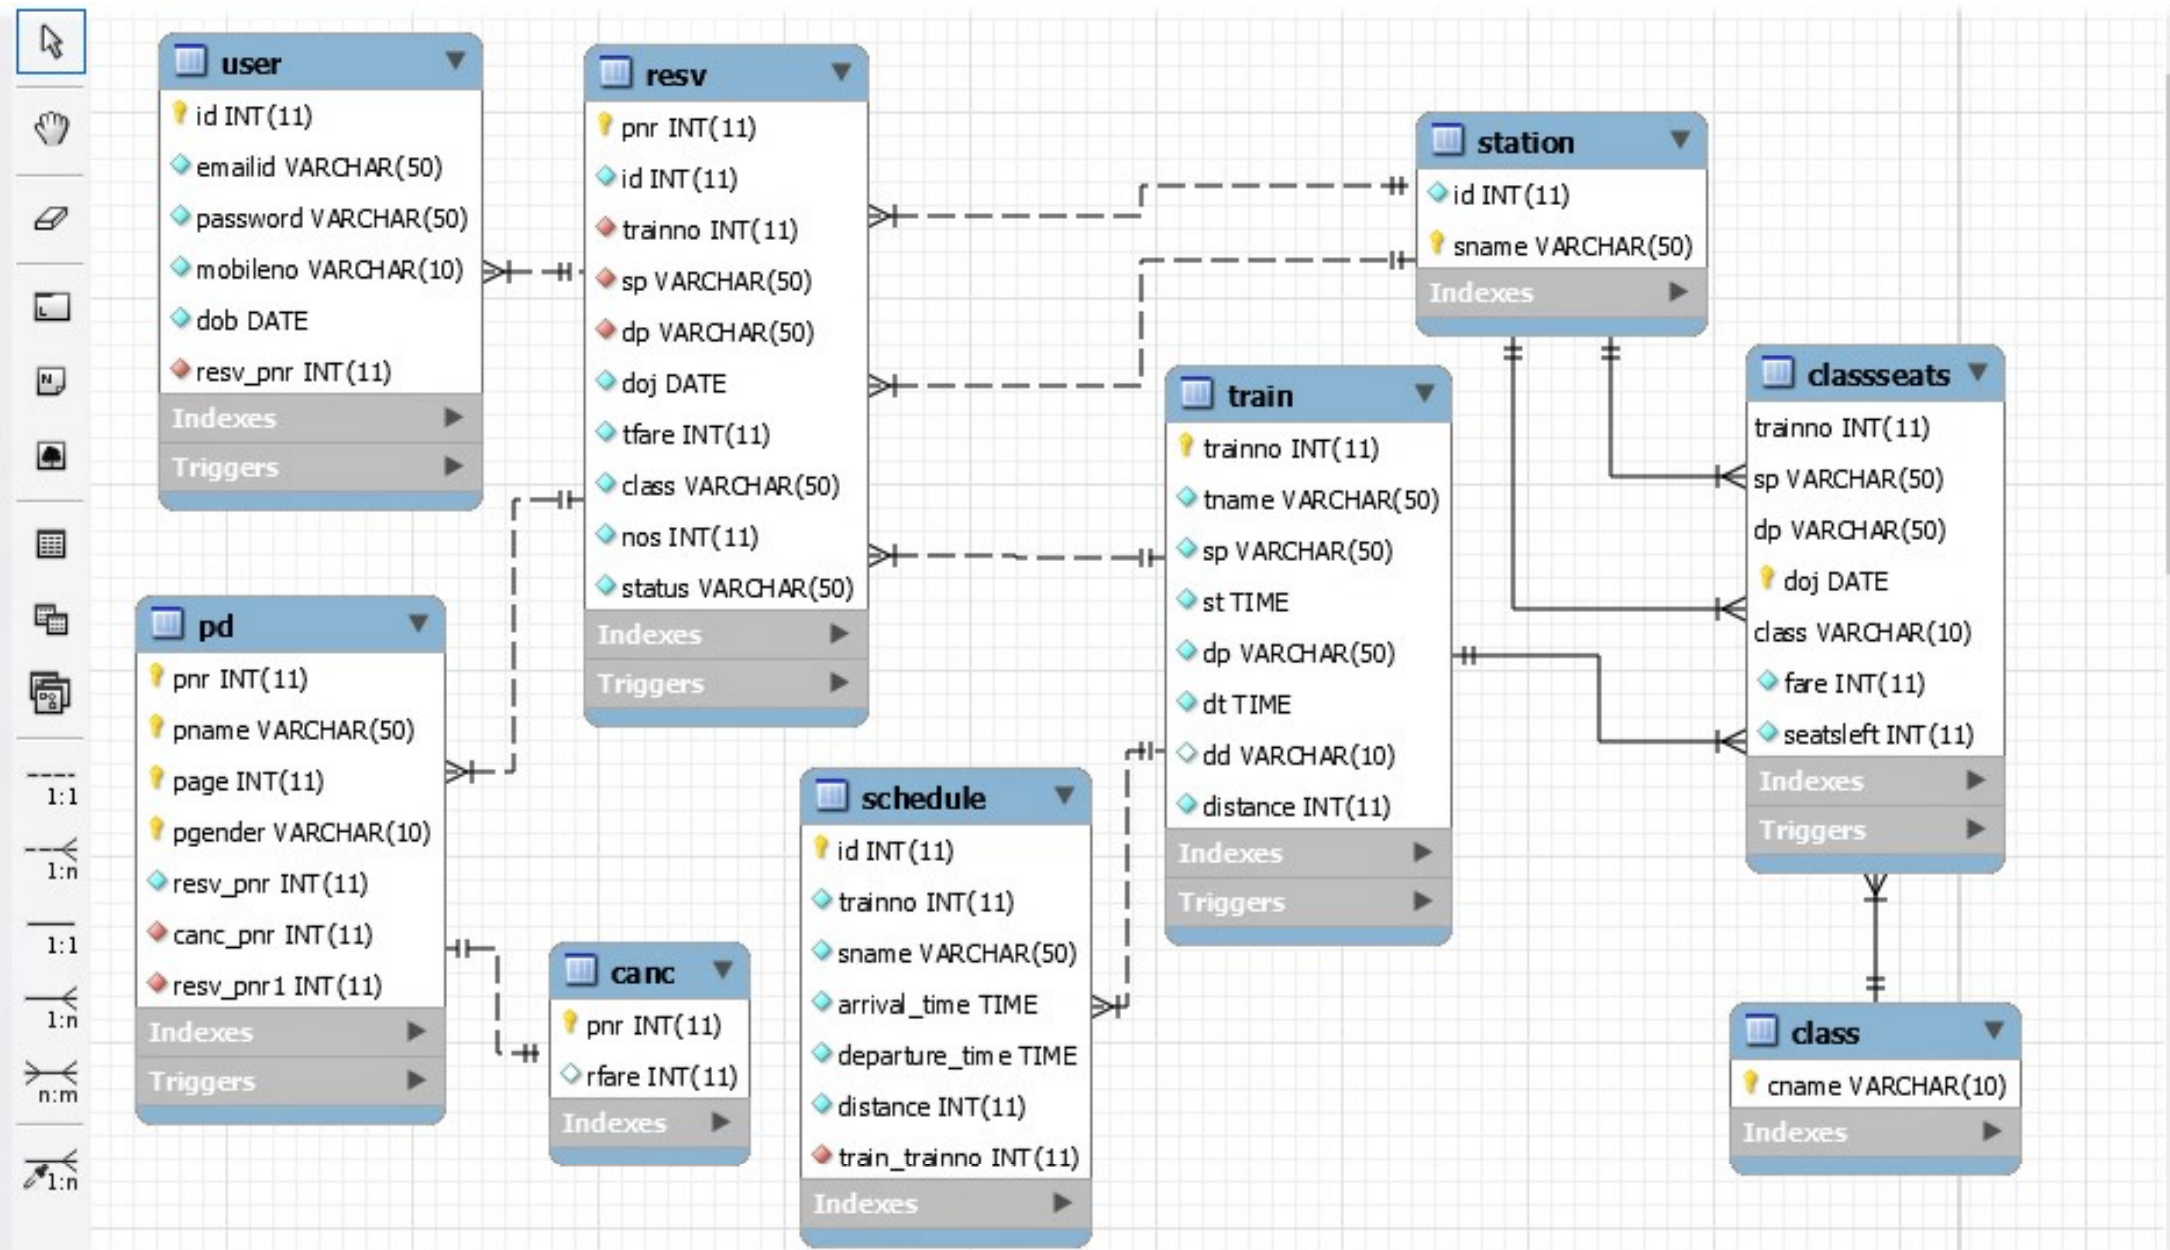 user
id INT(11)
emailid VARCHAR(50)
password VARCHAR(50)
mobileno VARCHAR(10)
dob DATE
resv_pnr INT(11)
Indexes
Triggers
resv
pnr INT(11)
id INT(11)
trainno INT(11)
sp VARCHAR(50)
dp VARCHAR(50)
doj DATE
tfare INT(11)
class VARCHAR(50)
nos INT(11)
status VARCHAR(50)
Indexes
Triggers
station
id INT(11)
sname VARCHAR(50)
Indexes
train
trainno INT(11)
tname VARCHAR(50)
sp VARCHAR(50)
st TIME
dp VARCHAR(50)
dt TIME
dd VARCHAR(10)
distance INT(11)
Indexes
Triggers
classseats
trainno INT(11)
sp VARCHAR(50)
dp VARCHAR(50)
doj DATE
class VARCHAR(10)
fare INT(11)
seatsleft INT(11)
Indexes
Triggers
pd
pnr INT(11)
pname VARCHAR(50)
page INT(11)
pgender VARCHAR(10)
resv_pnr INT(11)
canc_pnr INT(11)
resv_pnr1 INT(11)
Indexes
Triggers
canc
pnr INT(11)
rfare INT(11)
Indexes
schedule
id INT(11)
trainno INT(11)
sname VARCHAR(50)
arrival_time TIME
departure_time TIME
distance INT(11)
train_trainno INT(11)
Indexes
class
cname VARCHAR(10)
Indexes
L
N
1:1
1:n
1:1
1:n
n:m
1:n